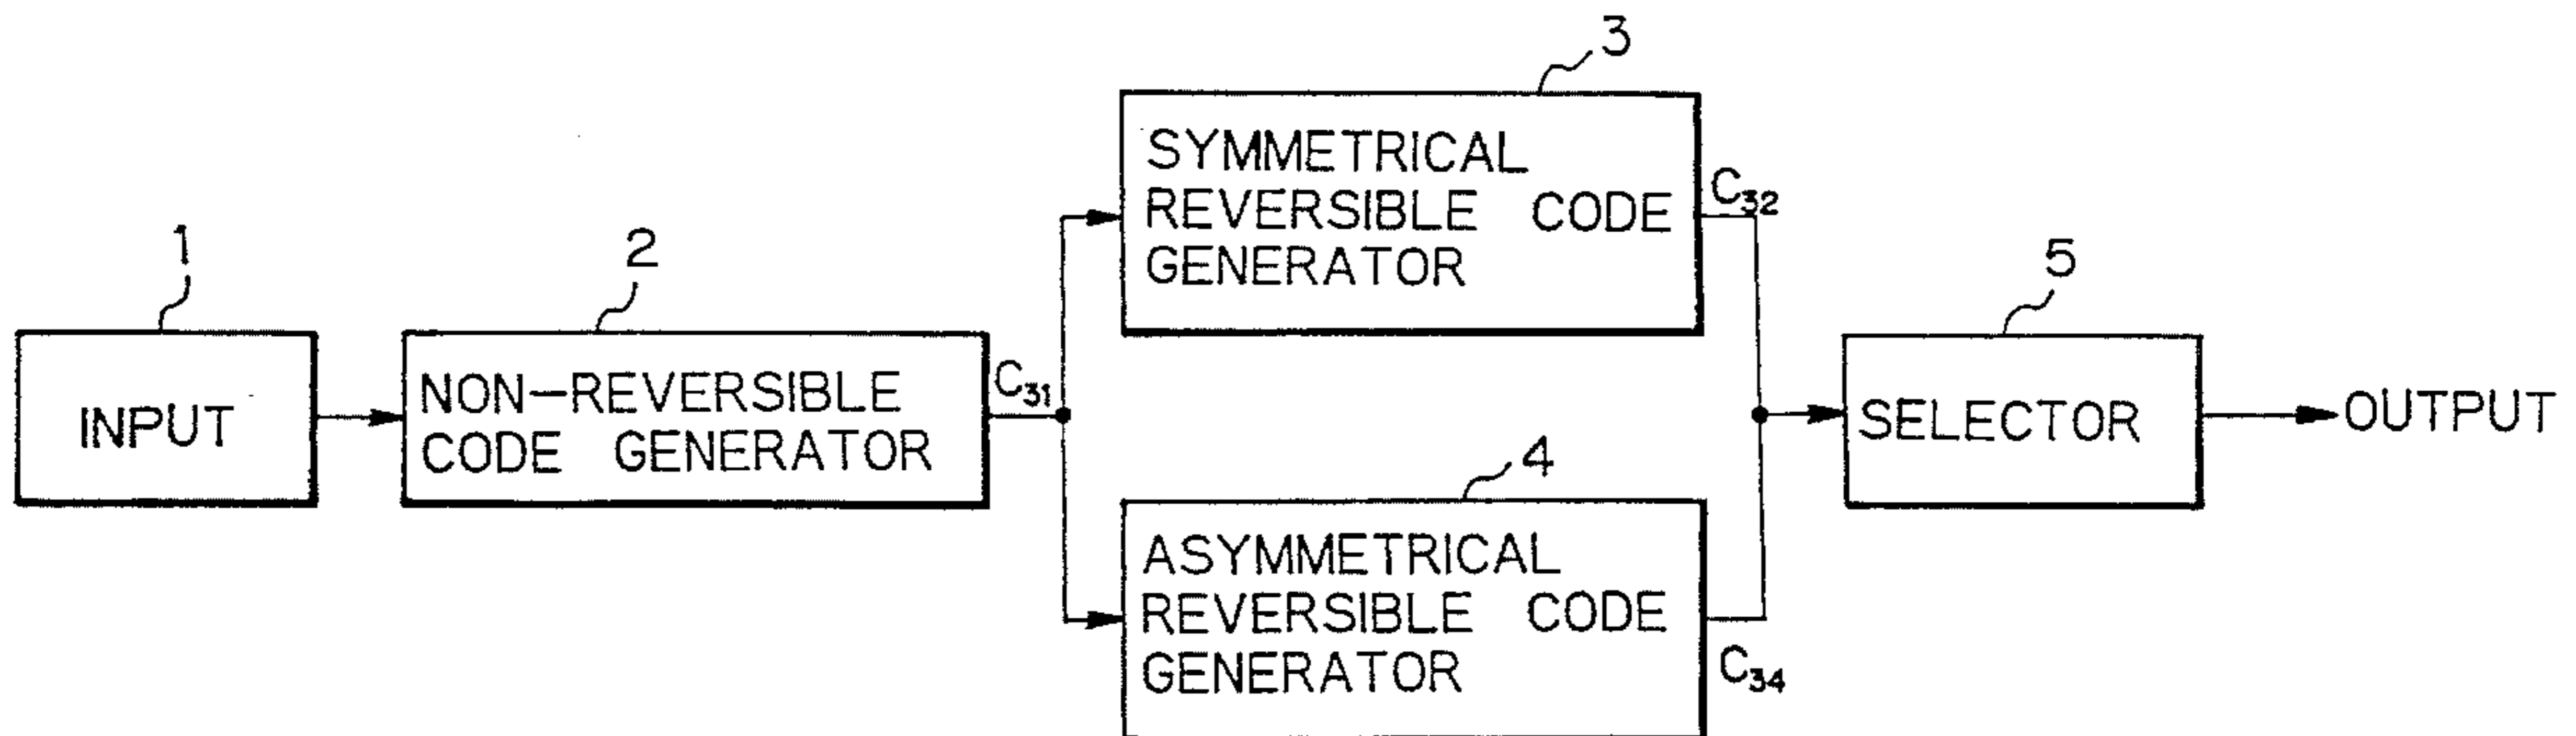 1
INPUT
2
NON-REVERSIBLE
CODE GENERATOR
C31
3
SYMMETRICAL
REVERSIBLE CODE
GENERATOR
C32
4
ASYMMETRICAL
REVERSIBLE CODE
GENERATOR
C34
5
SELECTOR
OUTPUT